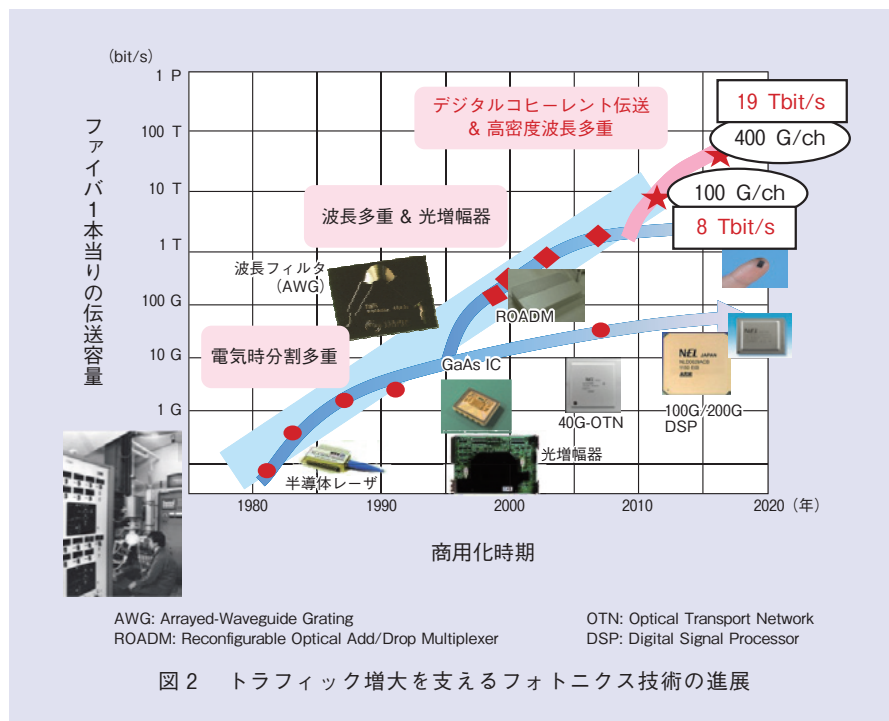 (bit/s)
1 P
100 T
10 T
1 T
100 G
10 G
1 G
ファイバ1本当りの伝送容量
デジタルコヒーレント伝送
& 高密度波長多重
19 Tbit/s
400 G/ch
100 G/ch
8 Tbit/s
波長多重 & 光増幅器
波長フィルタ
(AWG)
ROADM
電気時分割多重
GaAs IC
40G-OTN
NEL JAPAN
NEL
100G/200G
DSP
光増幅器
半導体レーザ
1980
1990
2000
2010
2020 (年)
商用化時期
AWG: Arrayed-Waveguide Grating
ROADM: Reconfigurable Optical Add/Drop Multiplexer
OTN: Optical Transport Network
DSP: Digital Signal Processor
図2 トラフィック増大を支えるフォトニクス技術の進展